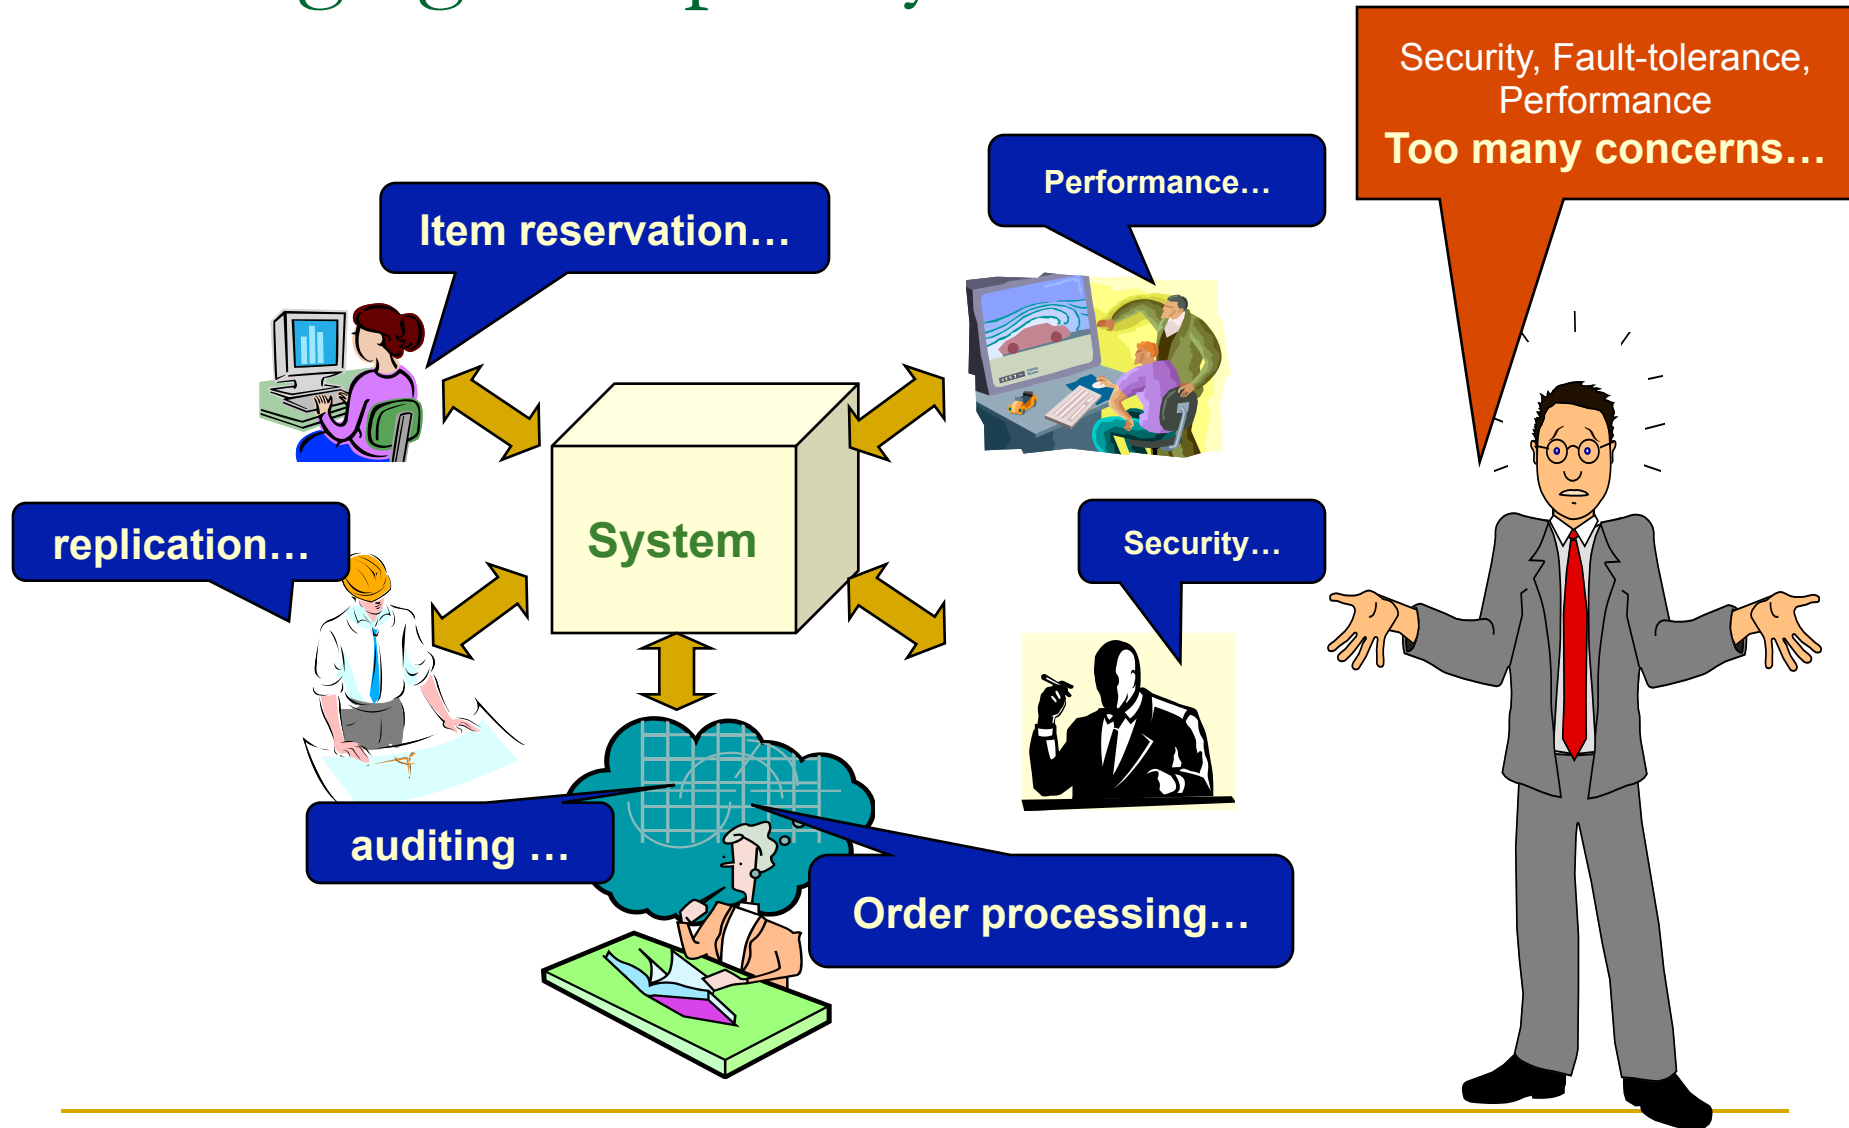 Security, Fault-tolerance,
Performance
Too many concerns…
Performance…
Item reservation…
replication…
System
Security…
auditing …
Order processing…